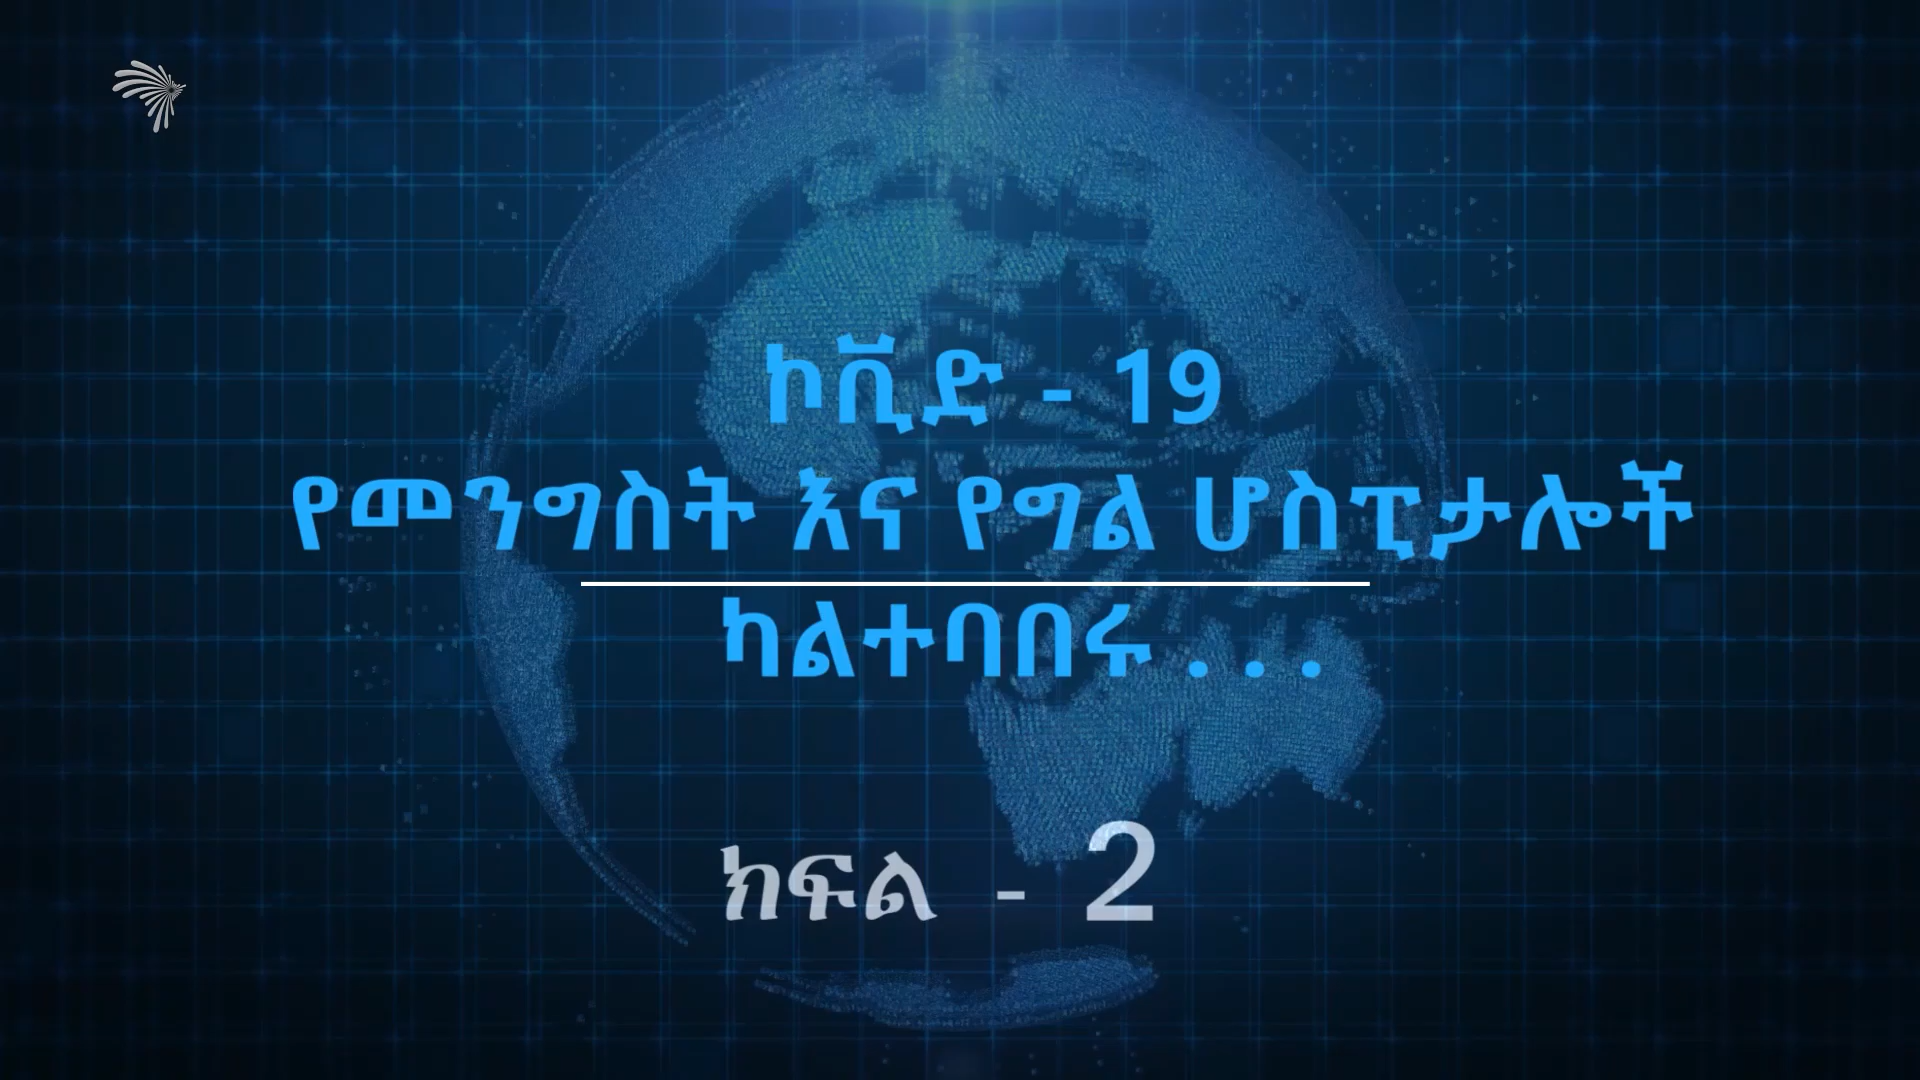 ኮቪድ - 19
የመንግስት እና የግል ሆስፒታሎች
ካልተባበሩ . . .
ክፍል - 2